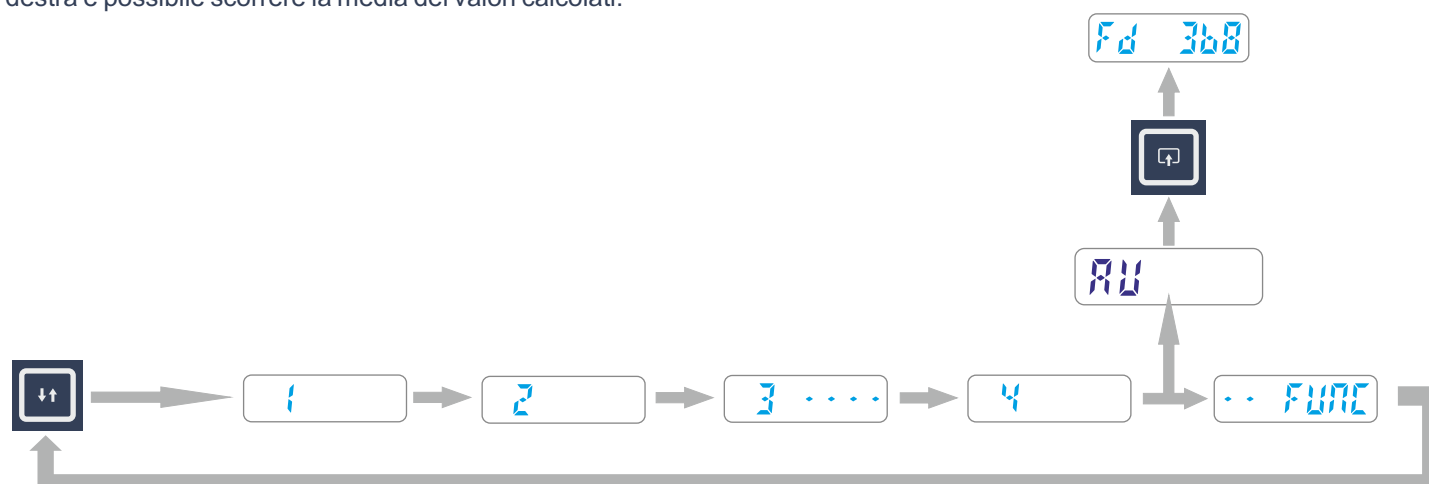 destra è possibile scorrere la media dei valori calcolati.
Fd 3b8
AU
1
2
3 ....
4
.. FUNC